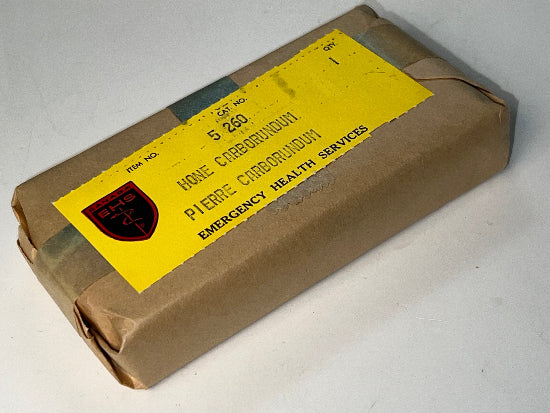 ITEM NO. CAT. NO. QTY.
5 260 1
HONE CARBORUNDUM
PIERRE CARBORUNDUM
EMERGENCY HEALTH SERVICES
EHS